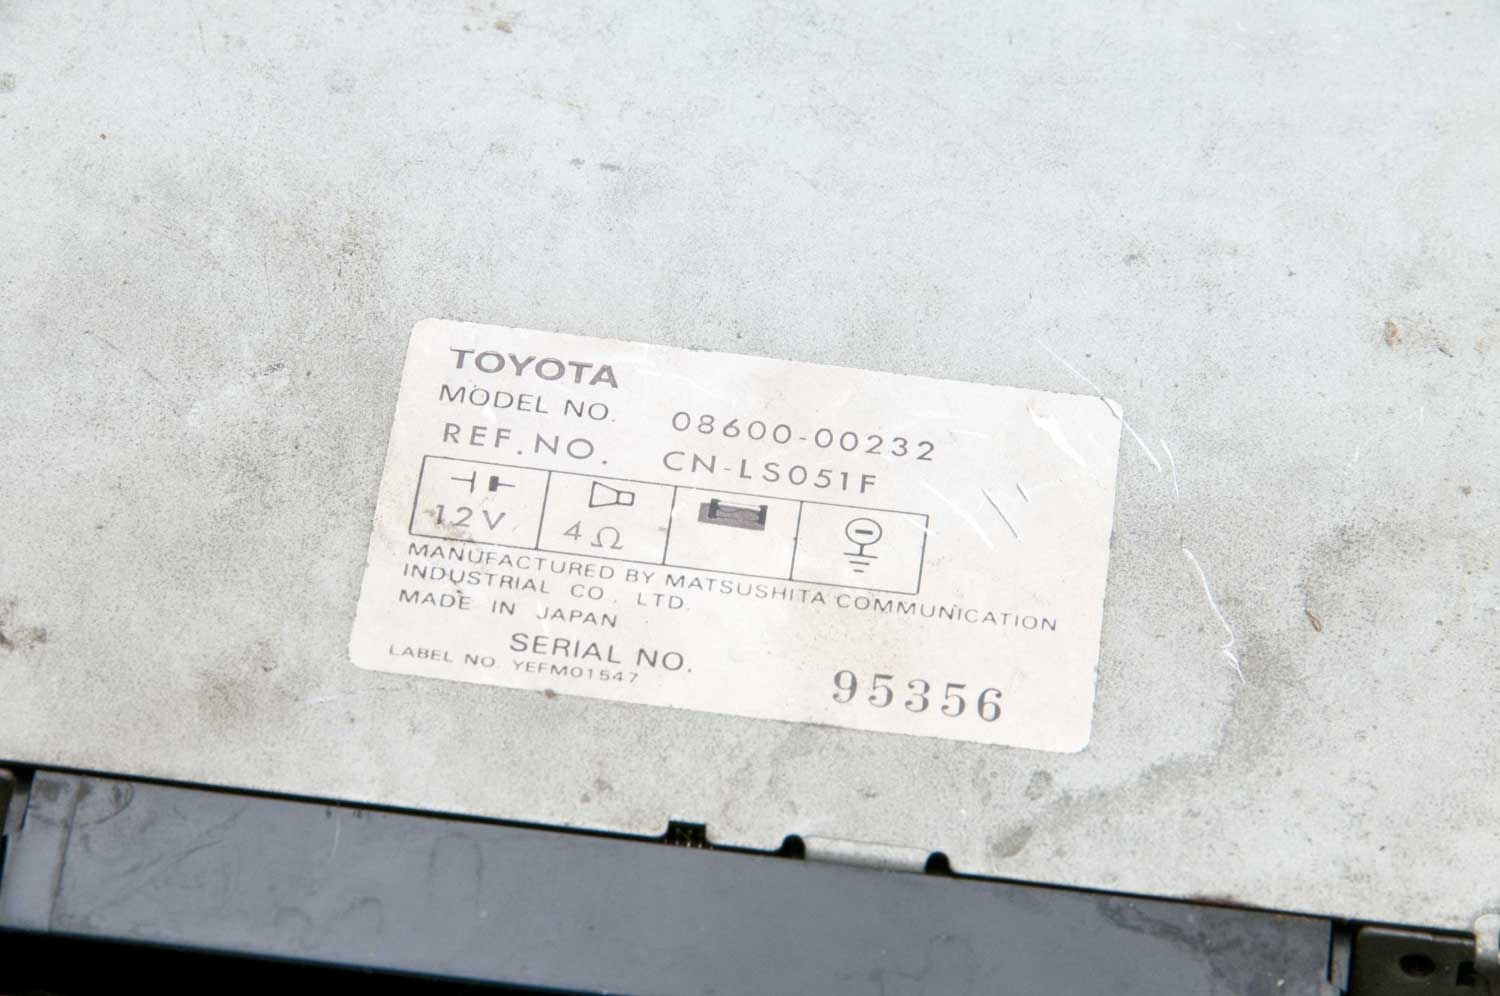 TOYOTA
MODEL NO. 08600-00232
REF.NO. CN-LS051F
12V 4Ω
MANUFACTURED BY MATSUSHITA COMMUNICATION
INDUSTRIAL CO., LTD.
MADE IN JAPAN
SERIAL NO. 95356
LABEL NO. YEFM01547